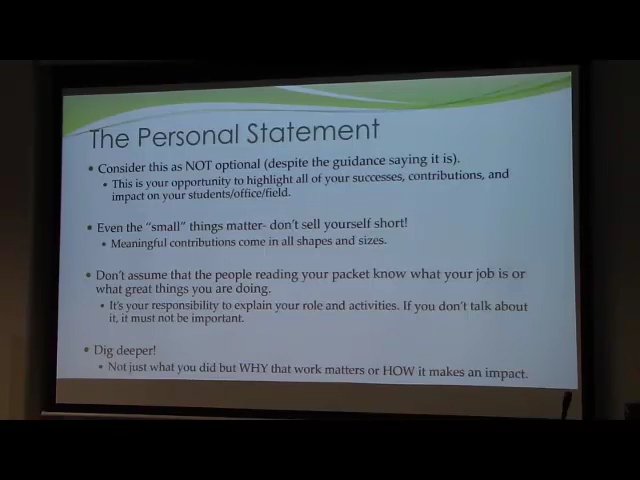 The Personal Statement
• Consider this as NOT optional (despite the guidance saying it is).
• This is your opportunity to highlight all of your successes, contributions, and
impact on your students/office/field.
• Even the “small” things matter- don’t sell yourself short!
• Meaningful contributions come in all shapes and sizes.
• Don’t assume that the people reading your packet know what your job is or
what great things you are doing.
• It’s your responsibility to explain your role and activities. If you don’t talk about
it, it must not be important.
• Dig deeper!
• Not just what you did but WHY that work matters or HOW it makes an impact.